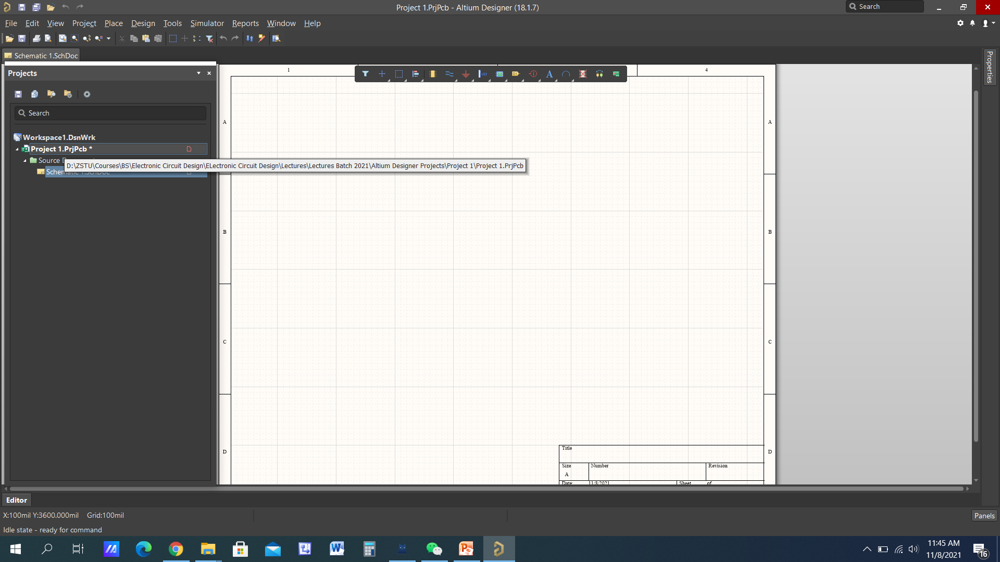 Project 1.PrjPcb - Altium Designer (18.1.7)
Search
File Edit View Project Place Design Tools Simulator Reports Window Help
Schematic 1.SchDoc
Properties
Projects
Search
Workspace1.DsnWrk
Project 1.PrjPcb *
Source
D:\ZSTU\Courses\BS\Electronic Circuit Design\ELectronic Circuit Design\Lectures\Lectures Batch 2021\Altium Designer Projects\Project 1\Project 1.PrjPcb
Schematic 1.SchDoc
1 4
A A
B B
C C
D D
Title
Size Number Revision
A
Date: 11/8/2021 Sheet of
Editor
X:100mil Y:3600.000mil Grid:100mil
Panels
Idle state - ready for command
11:45 AM
11/8/2021
16